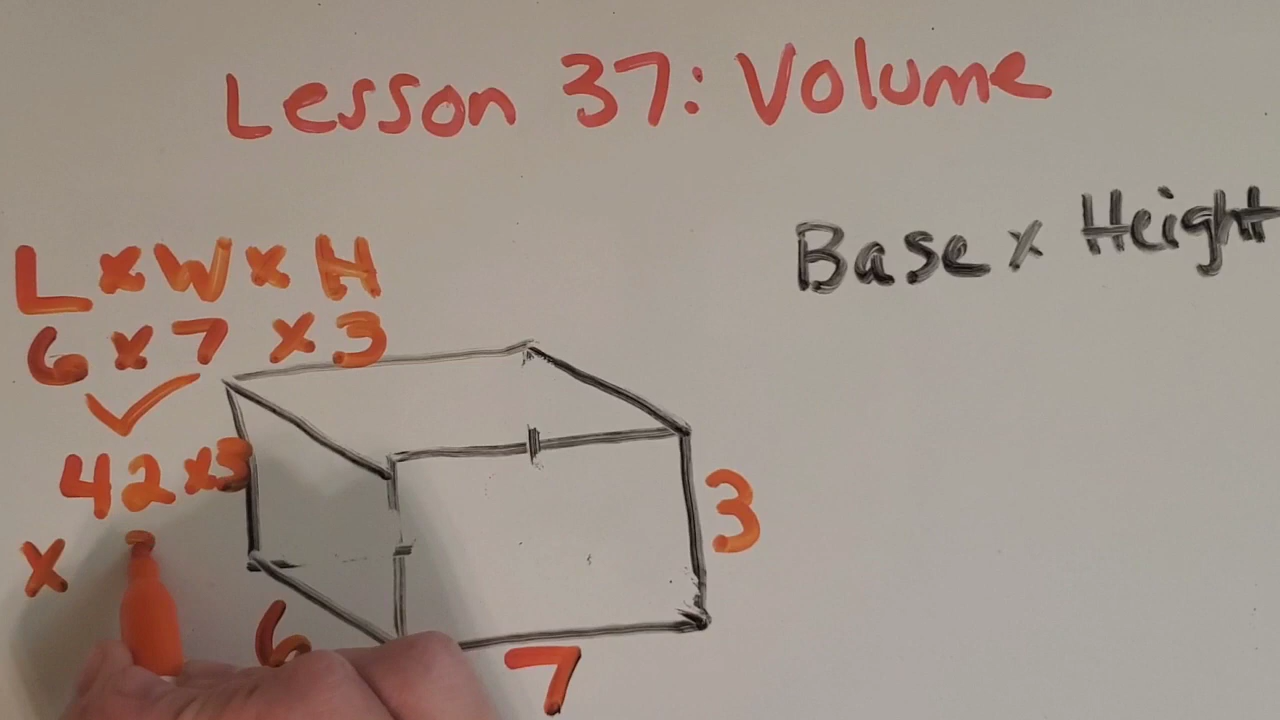 Lesson 37: Volume
Base x Height
L x W x H
6 x 7 x 3
42 x 3
x
3
6
7